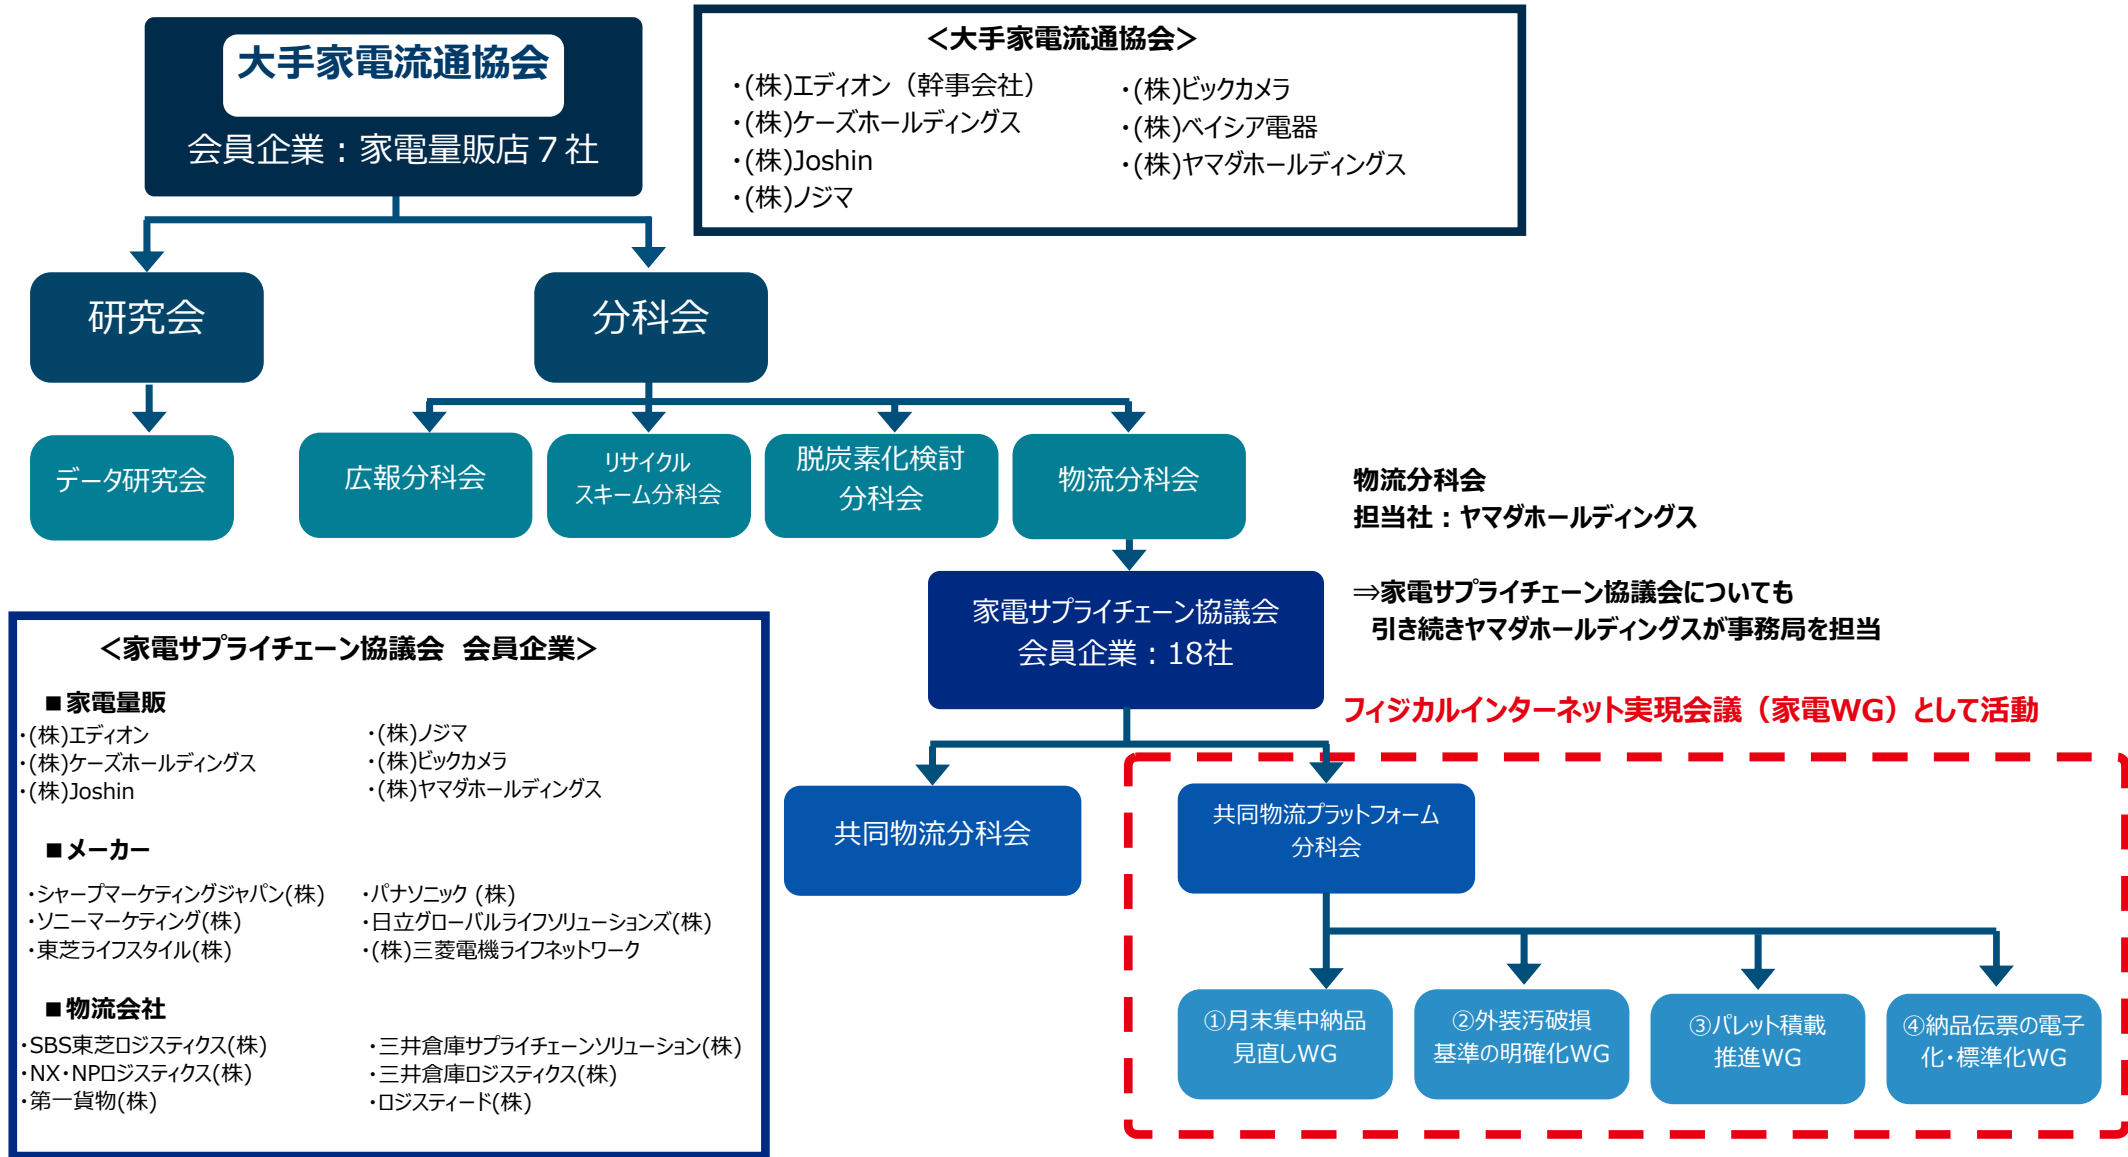 大手家電流通協会
会員企業：家電量販店７社
＜大手家電流通協会＞
・(株)エディオン（幹事会社）
・(株)ケーズホールディングス
・(株)Joshin
・(株)ノジマ
・(株)ビックカメラ
・(株)ベイシア電器
・(株)ヤマダホールディングス
研究会
分科会
データ研究会
広報分科会
リサイクル
スキーム分科会
脱炭素化検討
分科会
物流分科会
物流分科会
担当社：ヤマダホールディングス
⇒家電サプライチェーン協議会についても
引き続きヤマダホールディングスが事務局を担当
家電サプライチェーン協議会
会員企業：18社
フィジカルインターネット実現会議（家電WG）として活動
＜家電サプライチェーン協議会 会員企業＞
■家電量販
・(株)エディオン
・(株)ケーズホールディングス
・(株)Joshin
・(株)ノジマ
・(株)ビックカメラ
・(株)ヤマダホールディングス
■メーカー
・シャープマーケティングジャパン(株)
・ソニーマーケティング(株)
・東芝ライフスタイル(株)
・パナソニック (株)
・日立グローバルライフソリューションズ(株)
・(株)三菱電機ライフネットワーク
■物流会社
・SBS東芝ロジスティクス(株)
・NX・NPロジスティクス(株)
・第一貨物(株)
・三井倉庫サプライチェーンソリューション(株)
・三井倉庫ロジスティクス(株)
・ロジスティード(株)
共同物流分科会
共同物流プラットフォーム
分科会
①月末集中納品
見直しWG
②外装汚破損
基準の明確化WG
③パレット積載
推進WG
④納品伝票の電子
化・標準化WG